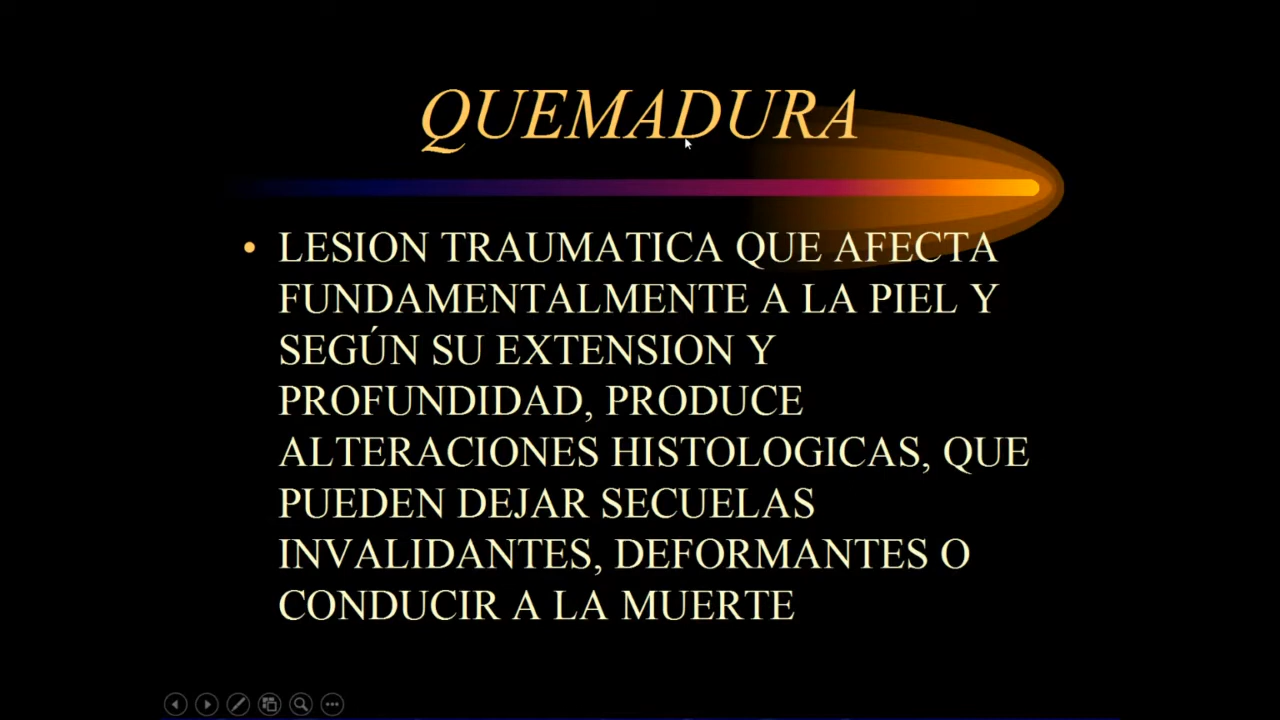 QUEMADURA
• LESION TRAUMATICA QUE AFECTA
FUNDAMENTALMENTE A LA PIEL Y
SEGÚN SU EXTENSION Y
PROFUNDIDAD, PRODUCE
ALTERACIONES HISTOLOGICAS, QUE
PUEDEN DEJAR SECUELAS
INVALIDANTES, DEFORMANTES O
CONDUCIR A LA MUERTE